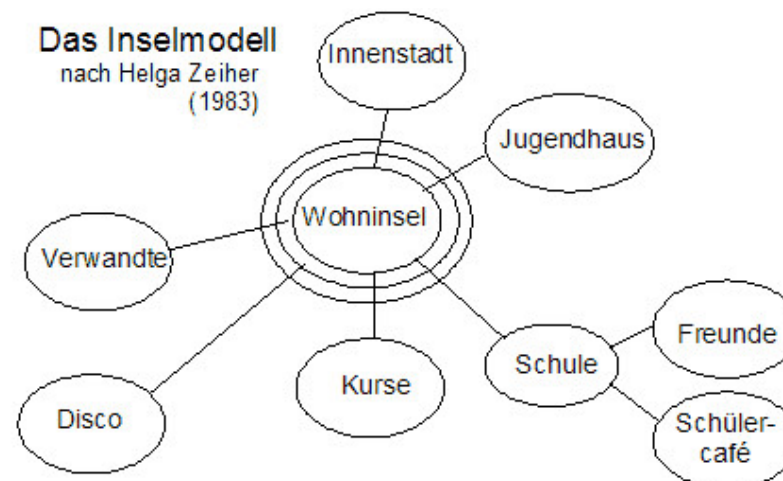 Das Inselmodell
nach Helga Zeiher
(1983)
Innenstadt
Jugendhaus
Wohninsel
Verwandte
Freunde
Schule
Kurse
Disco
Schüler-
café